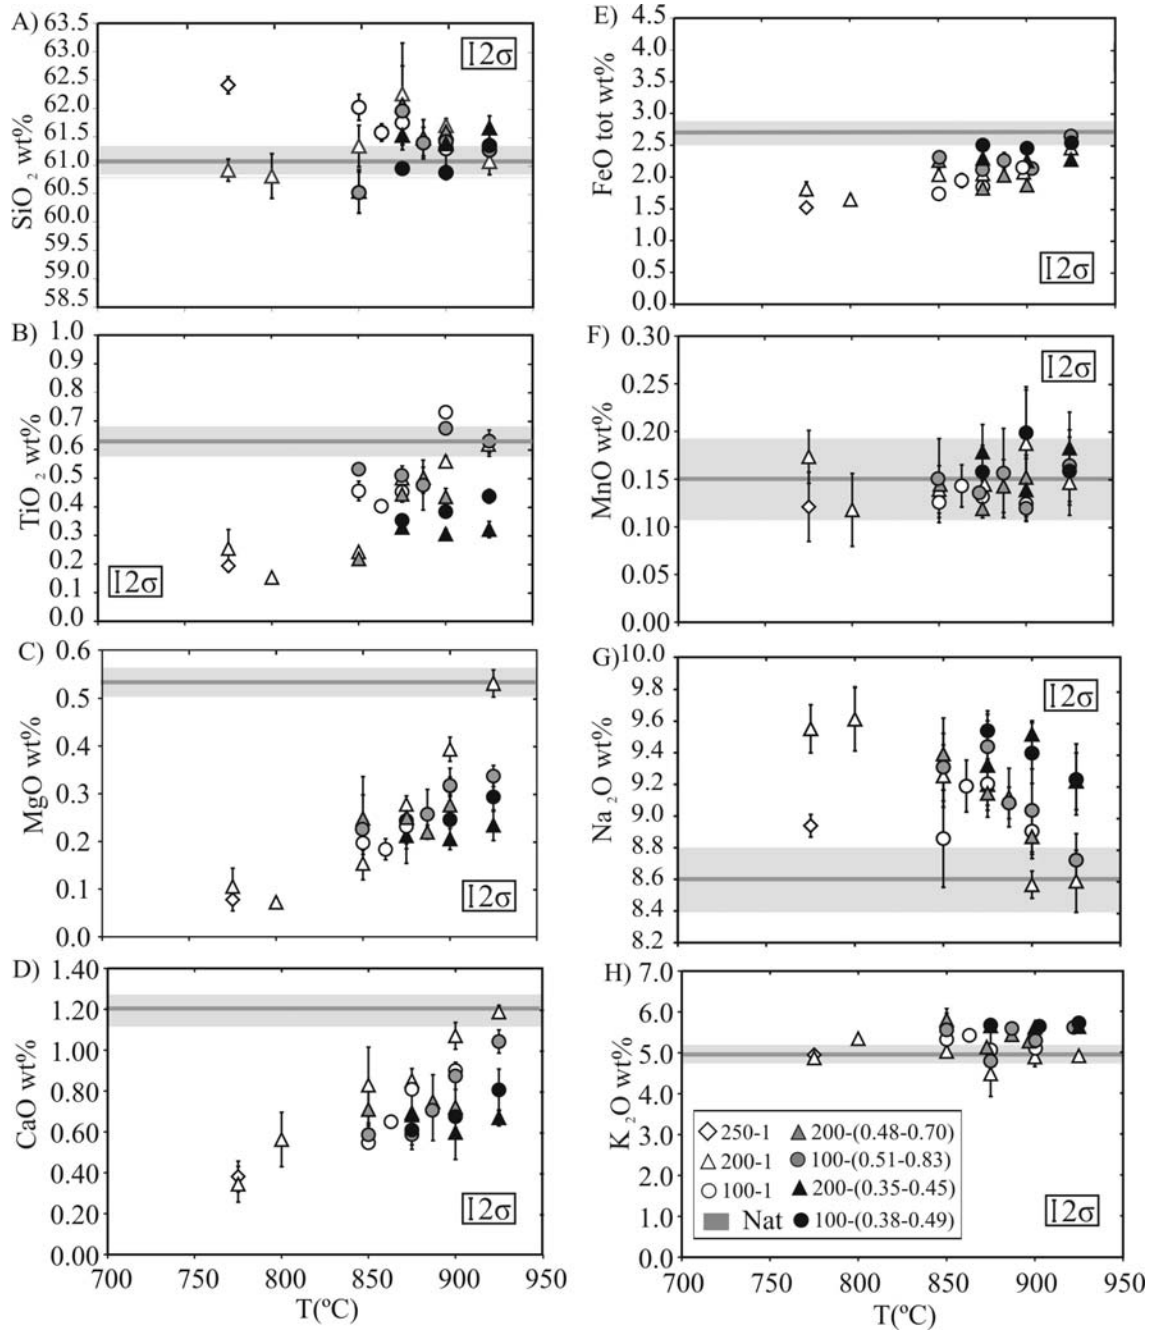 A)
63.5
63.0
62.5
62.0
61.5
61.0
60.5
60.0
59.5
59.0
58.5
SiO2 wt%
I2σ
B)
1.0
0.9
0.8
0.7
0.6
0.5
0.4
0.3
0.2
0.1
0.0
TiO2 wt%
I2σ
C)
0.6
0.5
0.4
0.3
0.2
0.1
0.0
MgO wt%
I2σ
D)
1.40
1.20
1.00
0.80
0.60
0.40
0.20
0.00
CaO wt%
I2σ
700 750 800 850 900 950
T(ºC)
E)
4.5
4.0
3.5
3.0
2.5
2.0
1.5
1.0
0.0
FeO tot wt%
I2σ
F)
0.30
0.25
0.20
0.15
0.10
0.05
0.00
MnO wt%
I2σ
G)
10.0
9.8
9.6
9.4
9.2
9.0
8.8
8.6
8.4
8.2
Na2O wt%
I2σ
H)
7.0
6.0
5.0
4.0
3.0
2.0
1.0
0.0
K2O wt%
250-1 200-(0.48-0.70)
200-1 100-(0.51-0.83)
100-1 200-(0.35-0.45)
Nat 100-(0.38-0.49)
I2σ
700 750 800 850 900 950
T(ºC)